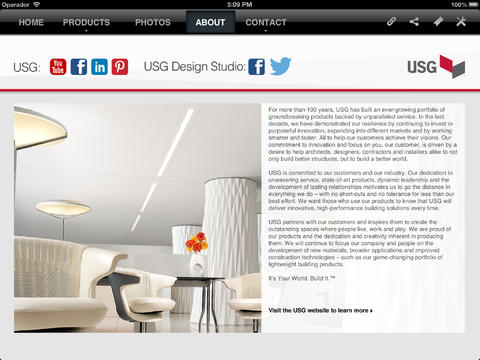 Operador 5:09 PM 100%
HOME PRODUCTS PHOTOS ABOUT CONTACT
USG: You Tube f in p USG Design Studio: f USG
For more than 100 years, USG has built an ever-growing portfolio of
groundbreaking products backed by unparalleled service. In the last
decade, we have demonstrated our resilience by continuing to invest in
purposeful innovation, expanding into different markets and by working
smarter and faster. All to help our customers achieve their visions. Our
commitment to innovation and focus on you, our customer, is driven by a
desire to help architects, designers, contractors and installers alike to not
only build better structures, but to build a better world.
USG is committed to our customers and our industry. Our dedication to
unwavering service, state-of-art products, dynamic leadership and the
development of lasting relationships motivates us to go the distance in
everything we do – with no short-cuts and no tolerance for less than our
best effort. We want those who use our products to know that USG will
deliver innovative, high-performance building solutions every time.
USG partners with our customers and inspires them to create the
outstanding spaces where people live, work and play. We are proud of
our products and the dedication and creativity inherent in producing
them. We will continue to focus our company and people on the
development of new materials, broader applications and improved
construction technologies – such as our game-changing portfolio of
lightweight building products.
It's Your World. Build It.™
Visit the USG website to learn more